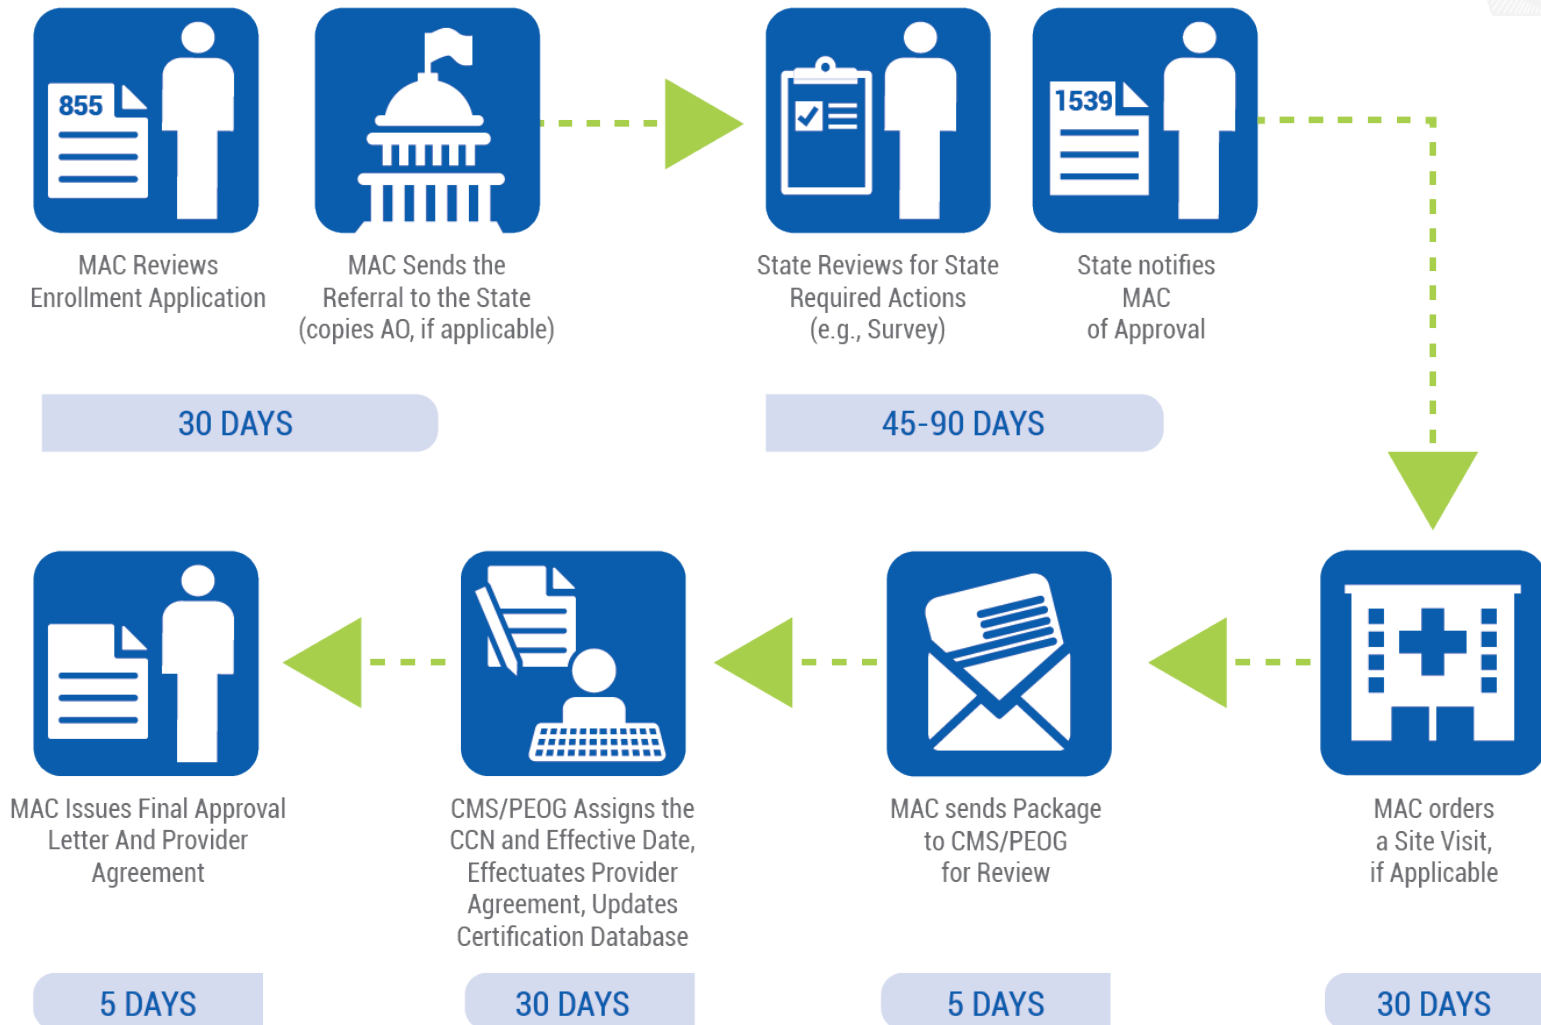 855
MAC Reviews
Enrollment Application
MAC Sends the
Referral to the State
(copies AO, if applicable)
30 DAYS
State Reviews for State
Required Actions
(e.g., Survey)
1539
State notifies
MAC
of Approval
45-90 DAYS
MAC orders
a Site Visit,
if Applicable
30 DAYS
MAC sends Package
to CMS/PEOG
for Review
5 DAYS
CMS/PEOG Assigns the
CCN and Effective Date,
Effectuates Provider
Agreement, Updates
Certification Database
30 DAYS
MAC Issues Final Approval
Letter And Provider
Agreement
5 DAYS